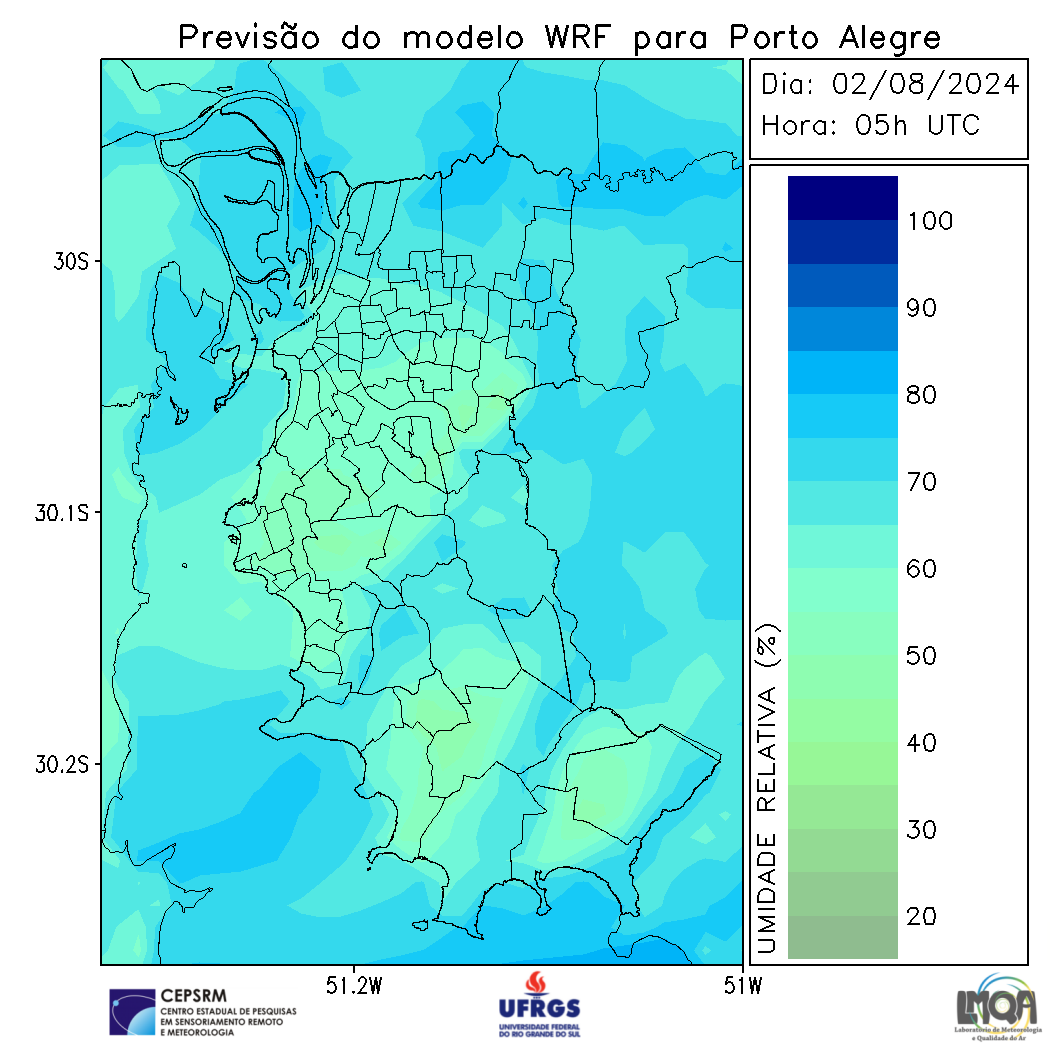 Previsão do modelo WRF para Porto Alegre
Dia: 02/08/2024
Hora: 05h UTC
30S
30.1S
30.2S
51.2W
51W
100
90
80
70
60
50
40
30
20
UMIDADE RELATIVA (%)
CEPSRM
CENTRO ESTADUAL DE PESQUISAS
EM SENSORIAMENTO REMOTO
E METEOROLOGIA
UFRGS
UNIVERSIDADE FEDERAL
DO RIO GRANDE DO SUL
LMQA
Laboratório de Meteorologia
e Qualidade do Ar